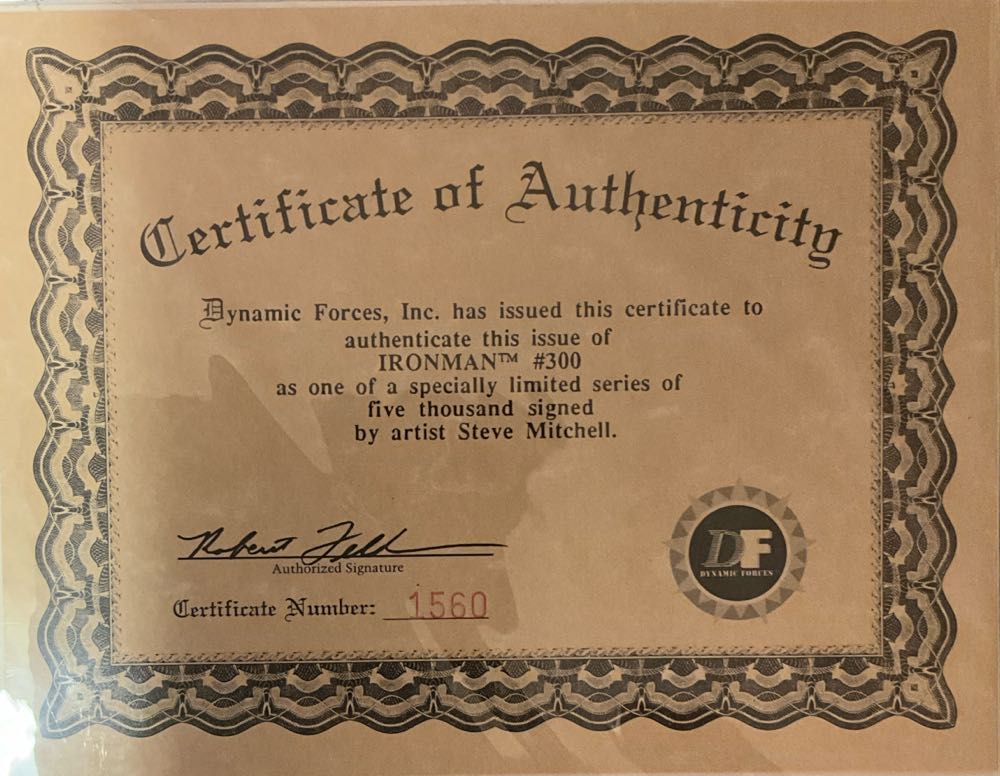 Certificate of Authenticity
Dynamic Forces, Inc. has issued this certificate to
authenticate this issue of
IRONMAN™ #300
as one of a specially limited series of
five thousand signed
by artist Steve Mitchell.
Robert Fell
Authorized Signature
Certificate Number: 1560
DF
DYNAMIC FORCES